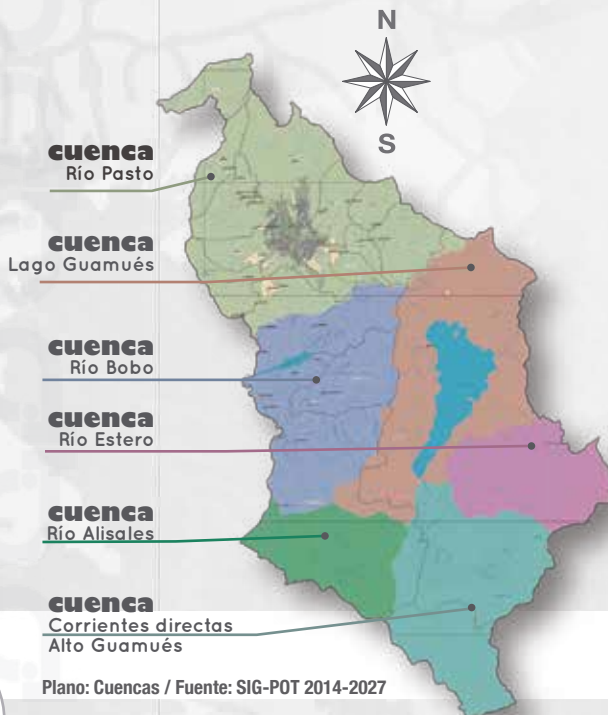 N
S
cuenca
Río Pasto
cuenca
Lago Guamués
cuenca
Río Bobo
cuenca
Río Estero
cuenca
Río Alisales
cuenca
Corrientes directas
Alto Guamués
Plano: Cuencas / Fuente: SIG-POT 2014-2027